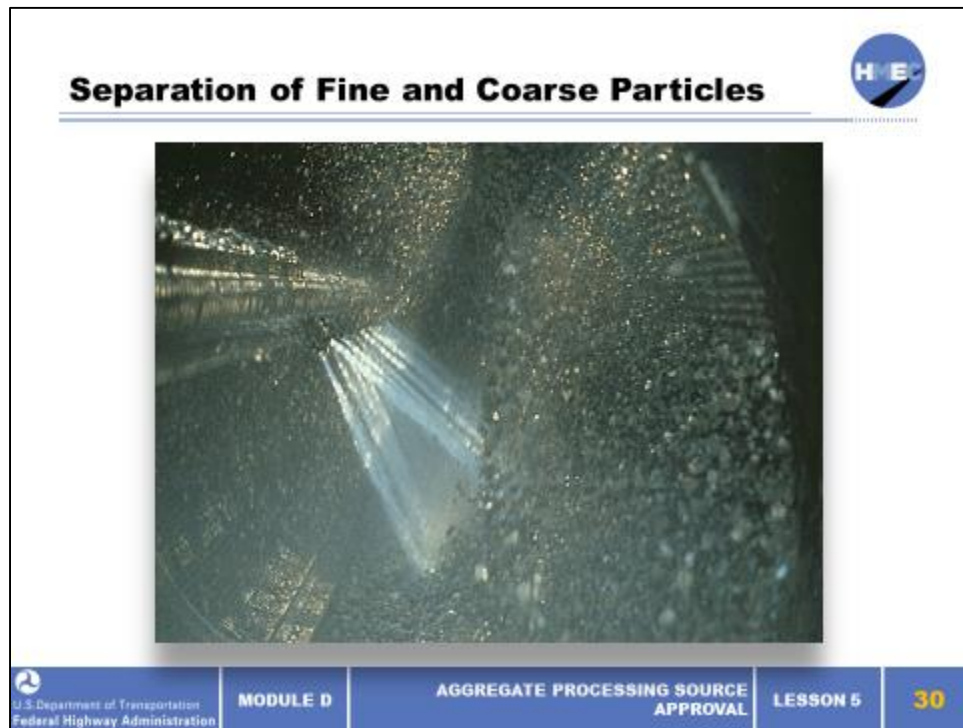 Separation of Fine and Coarse Particles
HMEC
U.S.Department of Transportation
Federal Highway Administration
MODULE D
AGGREGATE PROCESSING SOURCE
APPROVAL
LESSON 5
30